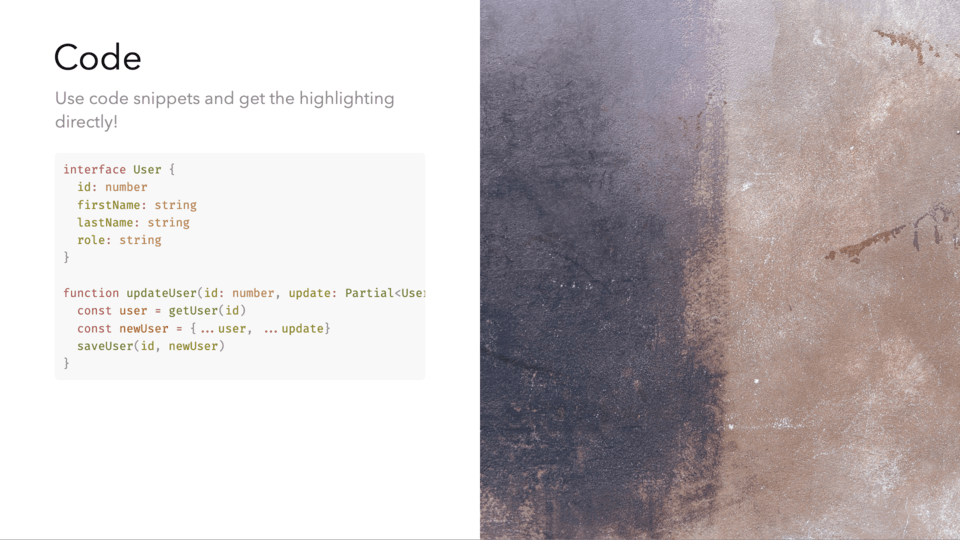 Code
Use code snippets and get the highlighting
directly!
interface User {
  id: number
  firstName: string
  lastName: string
  role: string
}
function updateUser(id: number, update: Partial<User
  const user = getUser(id)
  const newUser = {...user, ...update}
  saveUser(id, newUser)
}